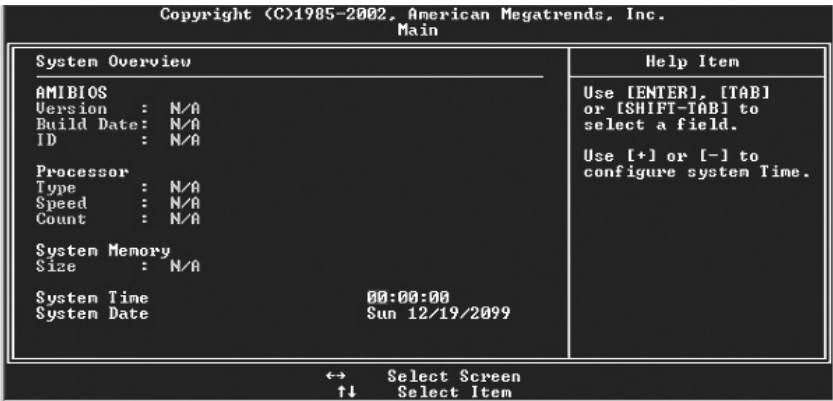 Copyright (C)1985-2002, American Megatrends, Inc.
Main
System Overview
AMIBIOS
Version : N/A
Build Date: N/A
ID : N/A
Processor
Type : N/A
Speed : N/A
Count : N/A
System Memory
Size : N/A
System Time 00:00:00
System Date Sun 12/19/2099
Help Item
Use [ENTER], [TAB]
or [SHIFT-TAB] to
select a field.
Use [+] or [-] to
configure system Time.
←→ Select Screen
↑↓ Select Item